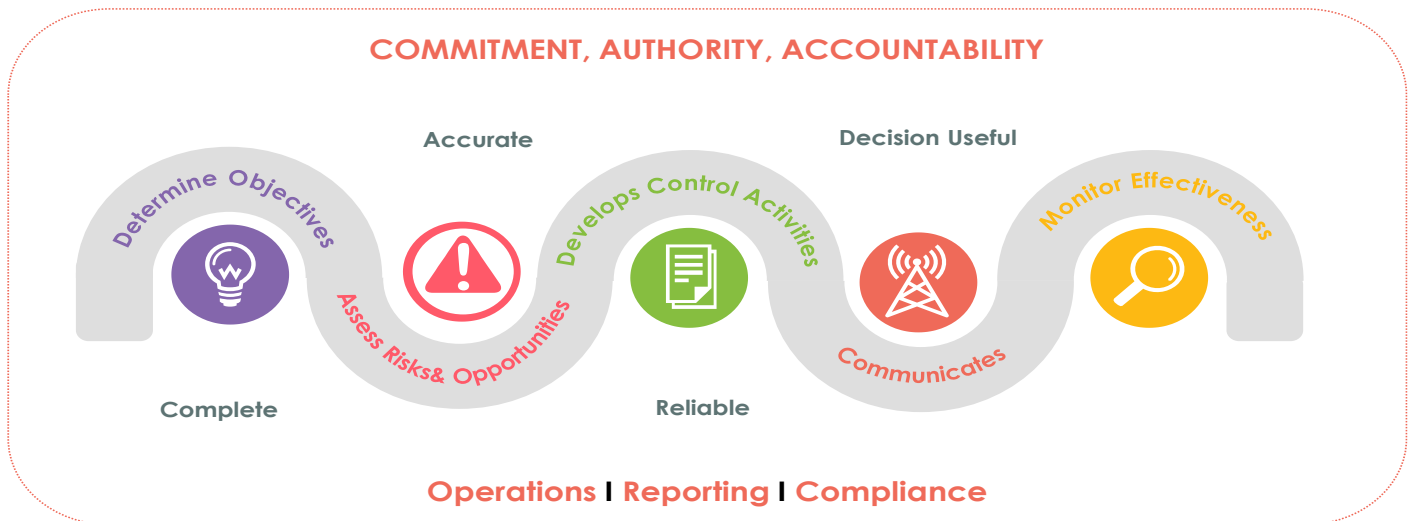 COMMITMENT, AUTHORITY, ACCOUNTABILITY
Accurate
Decision Useful
Determine Objectives
Assess Risks& Opportunities
Develops Control Activities
Communicates
Monitor Effectiveness
Complete
Reliable
Operations I Reporting I Compliance